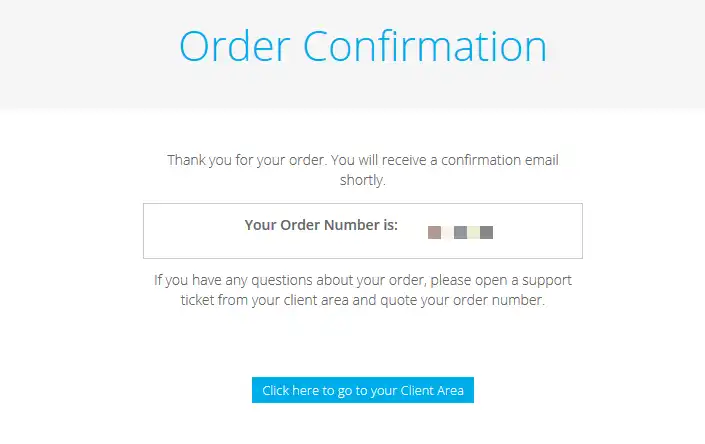 Order Confirmation
Thank you for your order. You will receive a confirmation email
shortly.
Your Order Number is:
If you have any questions about your order, please open a support
ticket from your client area and quote your order number.
Click here to go to your Client Area